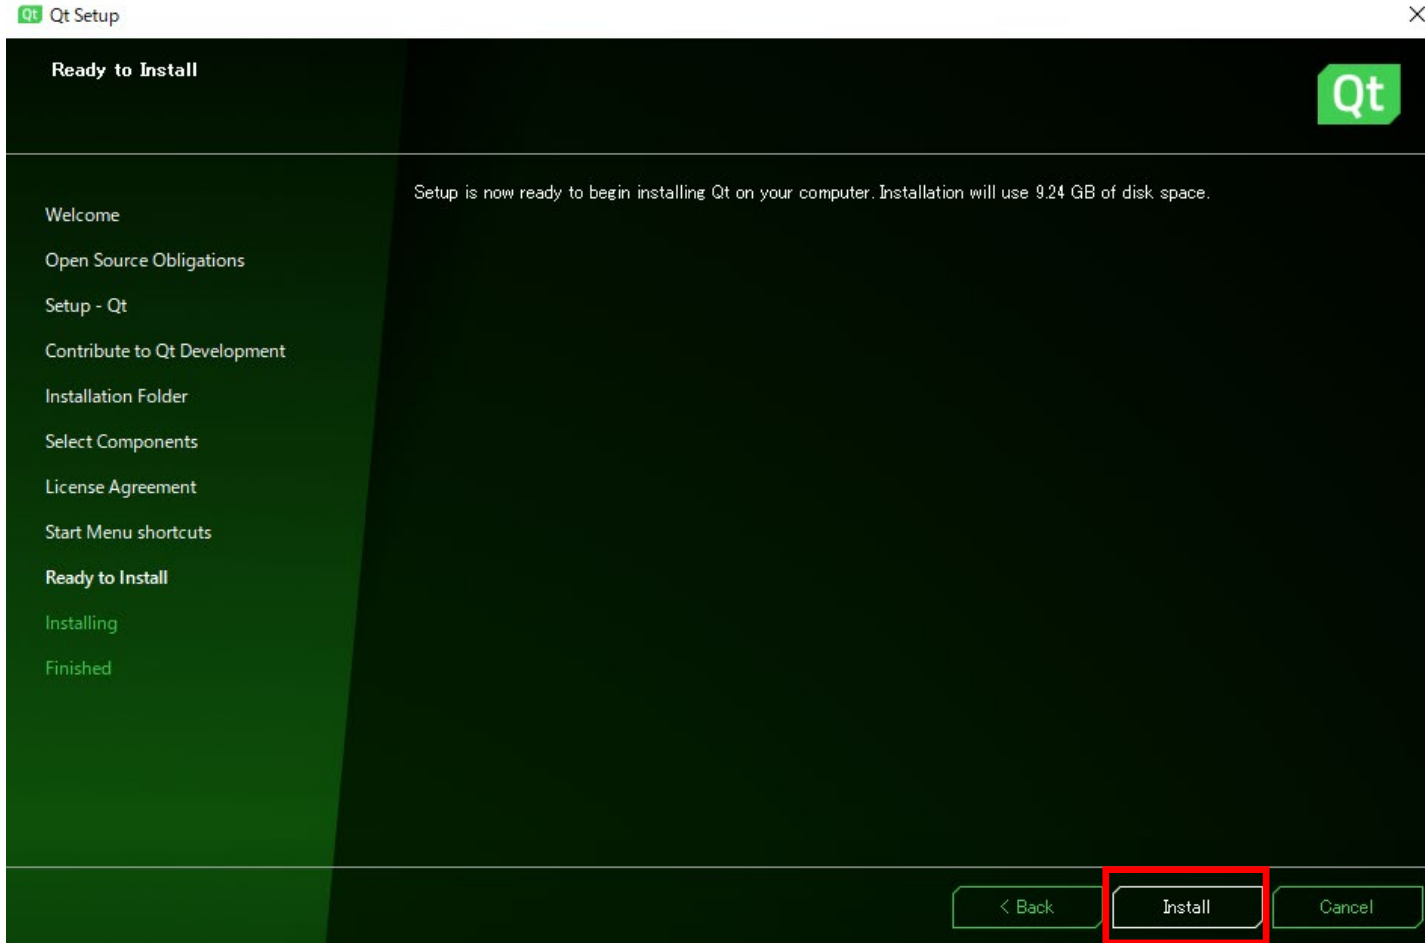 Qt Qt Setup
Ready to Install
Qt
Setup is now ready to begin installing Qt on your computer. Installation will use 9.24 GB of disk space.
Welcome
Open Source Obligations
Setup - Qt
Contribute to Qt Development
Installation Folder
Select Components
License Agreement
Start Menu shortcuts
Ready to Install
Installing
Finished
< Back
Install
Cancel